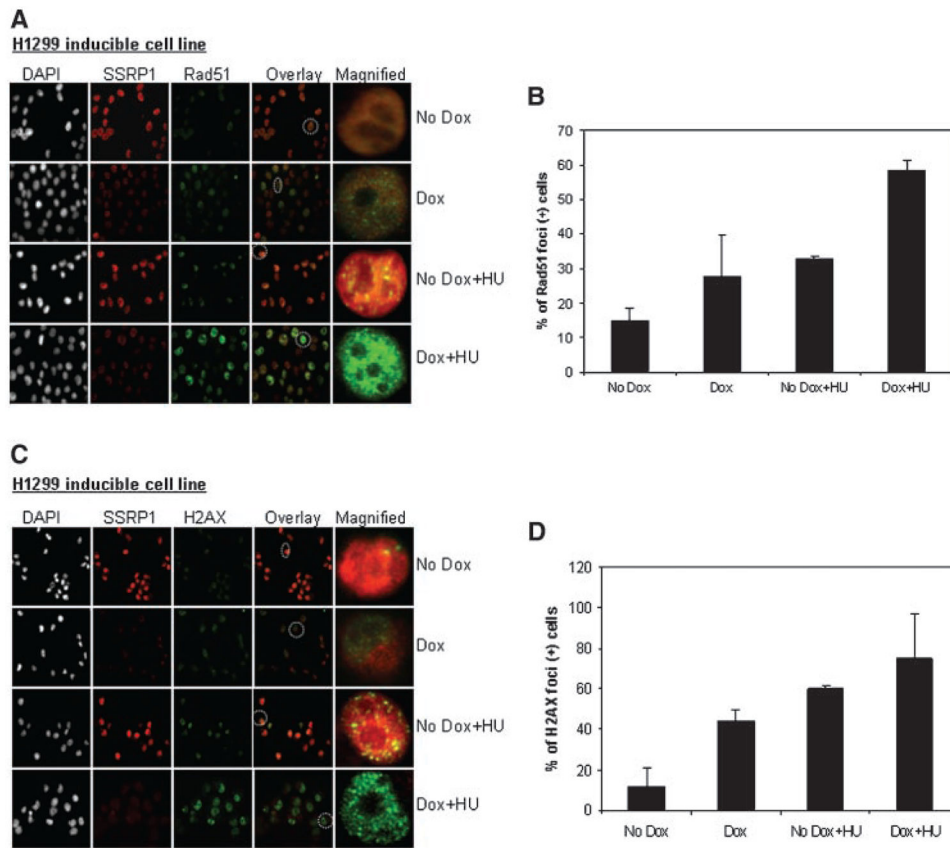 A
H1299 inducible cell line
DAPI SSRP1 Rad51 Overlay Magnified
No Dox
Dox
No Dox+HU
Dox+HU
B
% of Rad51 foci (+) cells
70
60
50
40
30
20
10
0
No Dox Dox No Dox+HU Dox+HU
C
H1299 inducible cell line
DAPI SSRP1 H2AX Overlay Magnified
No Dox
Dox
No Dox+HU
Dox+HU
D
% of H2AX foci (+) cells
120
100
80
60
40
20
0
No Dox Dox No Dox+HU Dox+HU